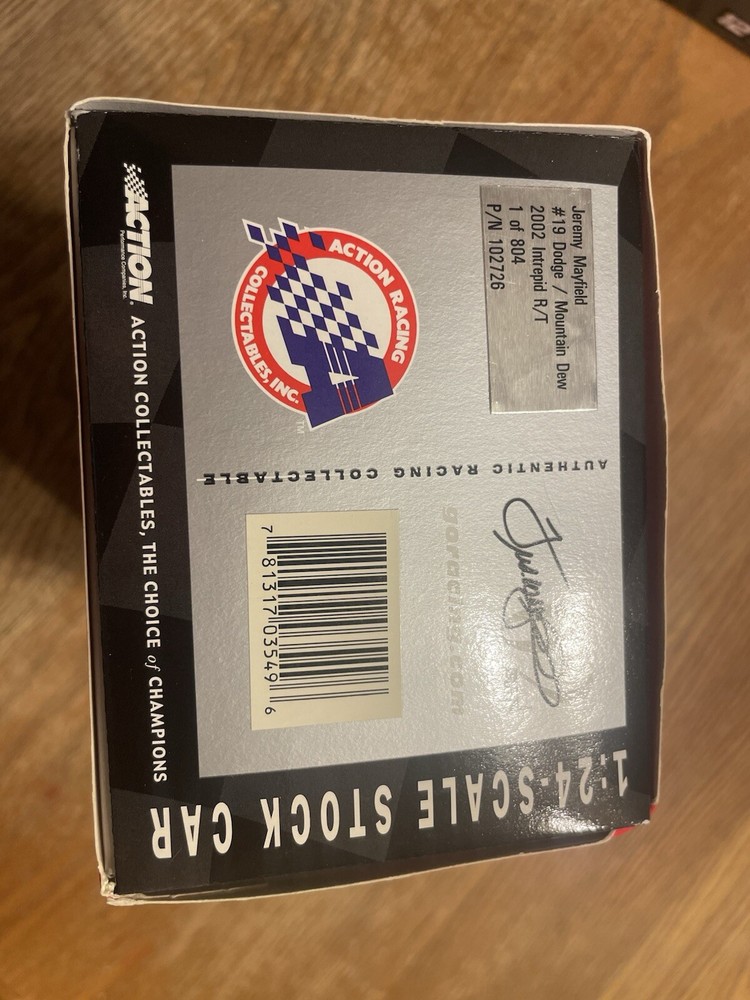 Jeremy Mayfield
#19 Dodge / Mountain Dew
2002 Intrepid R/T
1 of 804
P/N 102726
ACTION RACING
COLLECTABLES, INC.
TM
AUTHENTIC RACING COLLECTABLE
goracing.com
7 81317 03549 6
1:24-SCALE STOCK CAR
ACTION
Performance Companies, Inc.
ACTION COLLECTABLES, THE CHOICE of CHAMPIONS